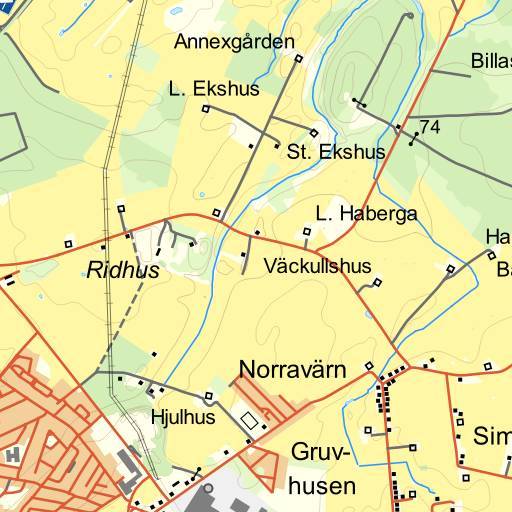 Annexgården
Billas
L. Ekshus
74
St. Ekshus
L. Haberga
Ha
Ridhus
Väckullshus
Ba
Norravärn
Hjulhus
Sim
Gruv-
husen
H